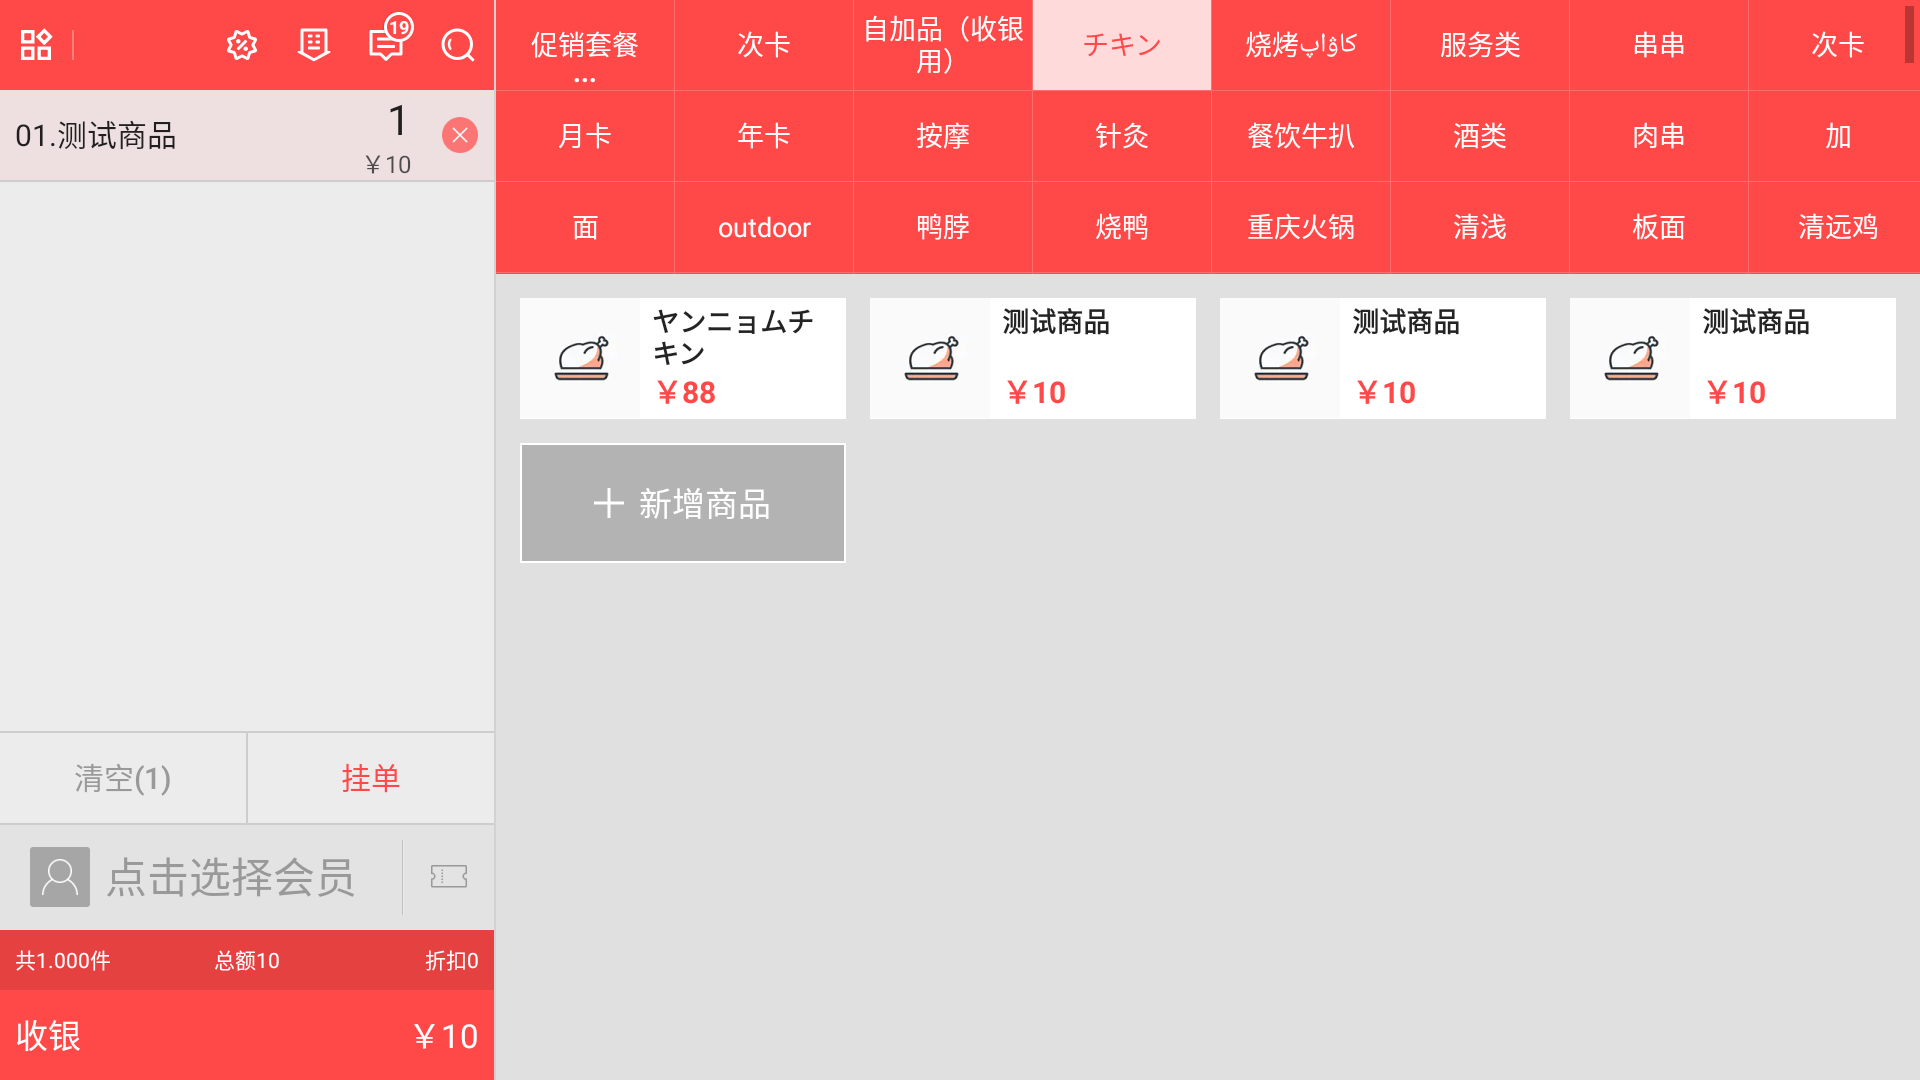 19
01.测试商品
1
￥10
清空(1)
挂单
点击选择会员
共1.000件
总额10
折扣0
收银
￥10
促销套餐
...
次卡
自加品（收银
用）
チキン
烧烤كاۋاپ
服务类
串串
次卡
月卡
年卡
按摩
针灸
餐饮牛扒
酒类
肉串
加
面
outdoor
鸭脖
烧鸭
重庆火锅
清浅
板面
清远鸡
ヤンニョムチ
キン
￥88
测试商品
￥10
测试商品
￥10
测试商品
￥10
新增商品